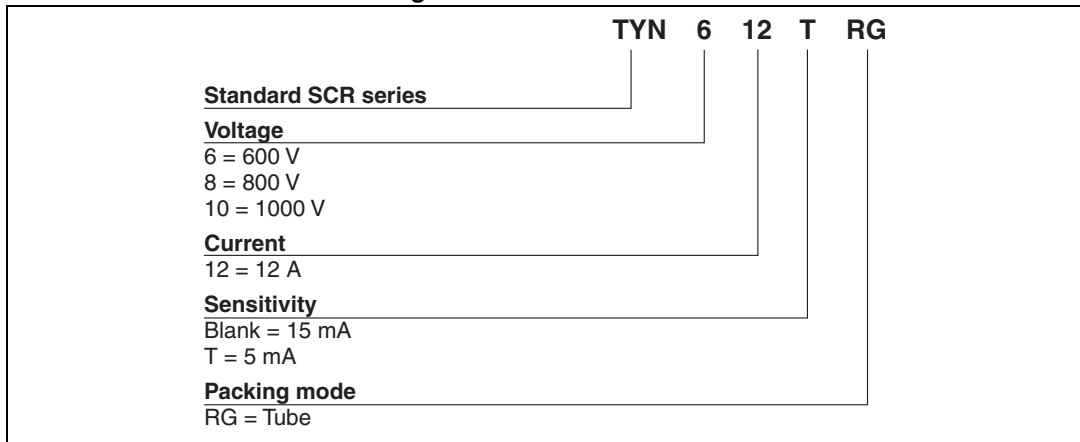 TYN 6 12 T RG
Standard SCR series
Voltage
6 = 600 V
8 = 800 V
10 = 1000 V
Current
12 = 12 A
Sensitivity
Blank = 15 mA
T = 5 mA
Packing mode
RG = Tube